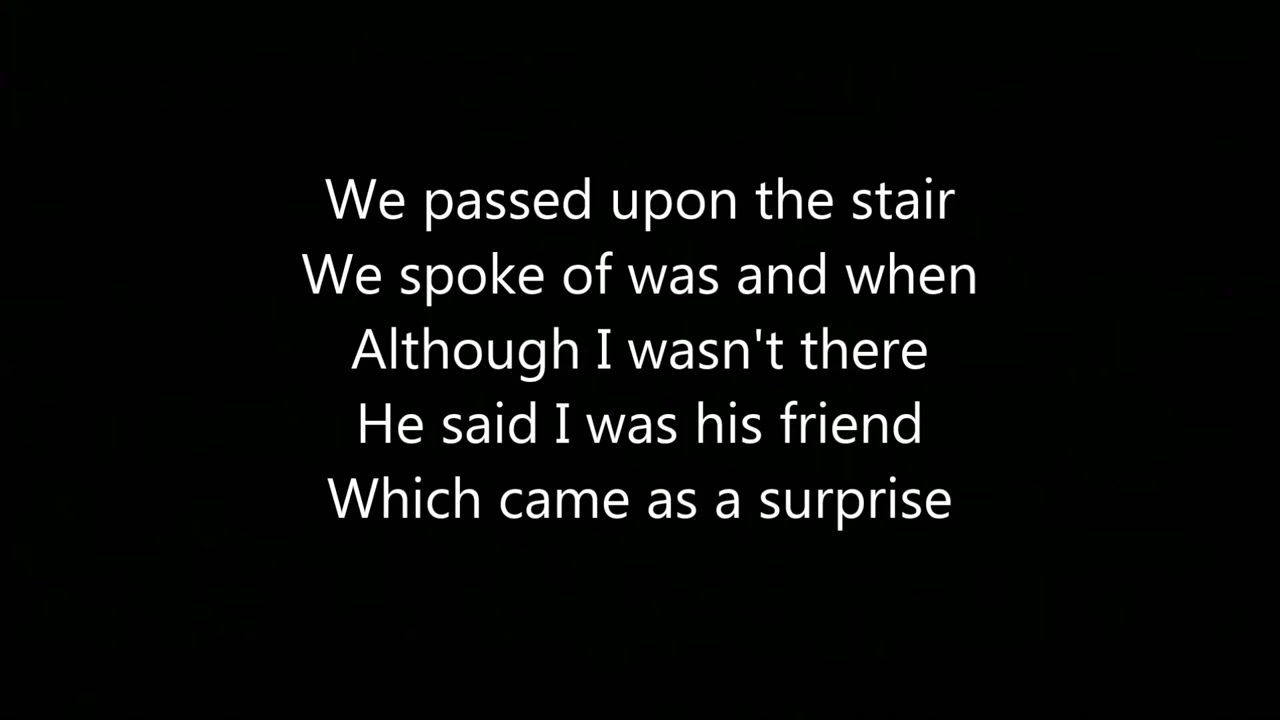 We passed upon the stair
We spoke of was and when
Although I wasn't there
He said I was his friend
Which came as a surprise